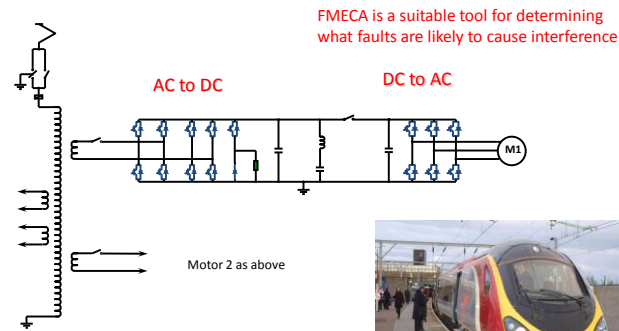 FMECA is a suitable tool for determining
what faults are likely to cause interference
AC to DC
DC to AC
M1
Motor 2 as above